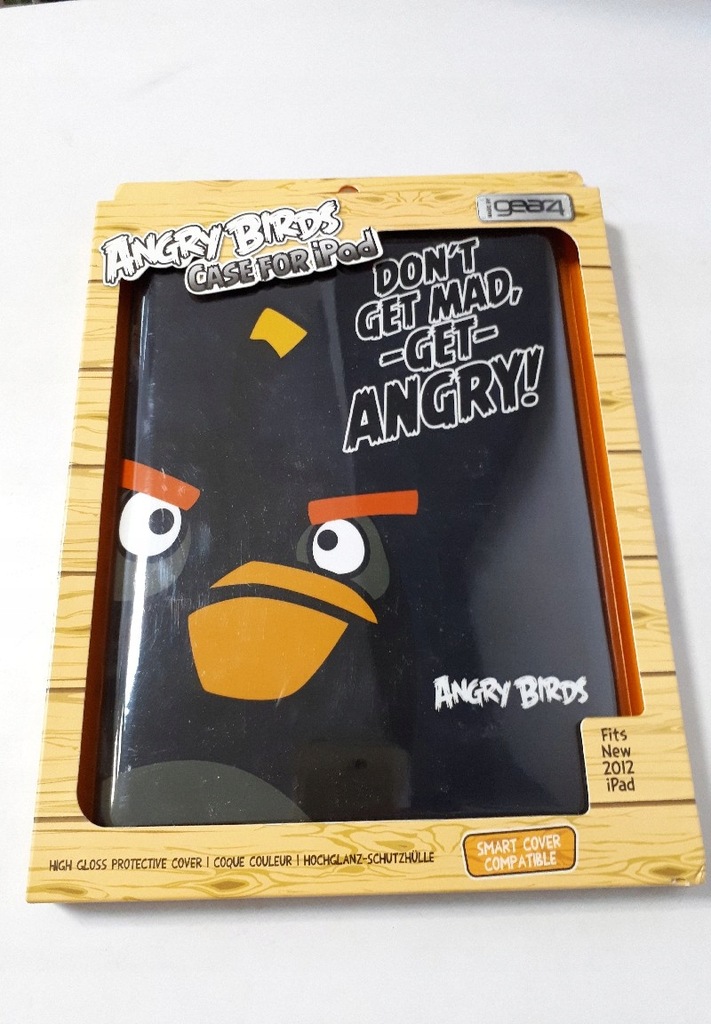 gear4
ANGRY BIRDS
CASE FOR iPad
DON'T
GET MAD,
-GET-
ANGRY!
ANGRY BIRDS
Fits
New
2012
iPad
HIGH GLOSS PROTECTIVE COVER | COQUE COULEUR | HOCHGLANZ-SCHUTZHÜLLE
SMART COVER
COMPATIBLE